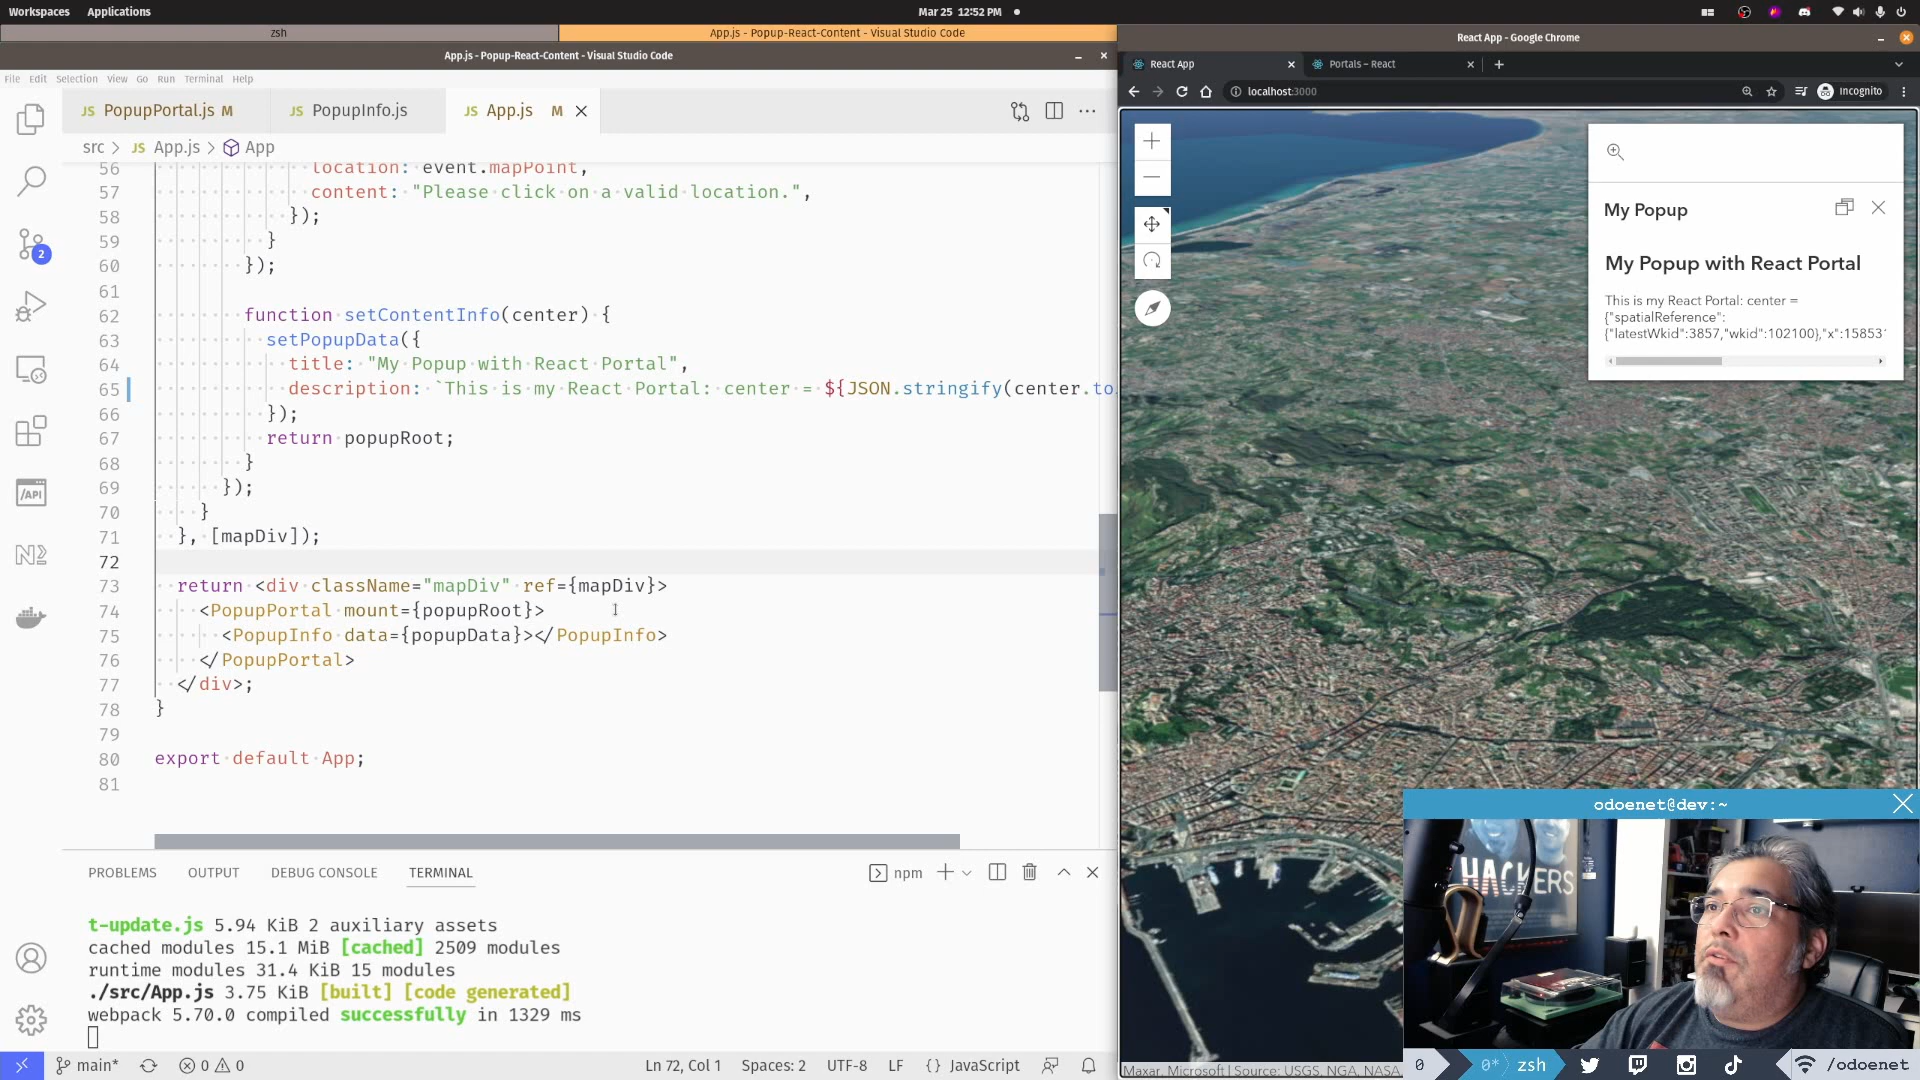 Workspaces Applications Mar 25 12:52 PM
zsh App.js - Popup-React-Content - Visual Studio Code React App - Google Chrome
App.js - Popup-React-Content - Visual Studio Code
File Edit Selection View Go Run Terminal Help
JS PopupPortal.js M JS PopupInfo.js JS App.js M
src > JS App.js > App
56 location: event.mapPoint,
57 content: "Please click on a valid location.",
58 });
59 }
60 });
61
62 function setContentInfo(center) {
63 setPopupData({
64 title: "My Popup with React Portal",
65 description: `This is my React Portal: center = ${JSON.stringify(center.to
66 });
67 return popupRoot;
68 }
69 });
70 }
71 }, [mapDiv]);
72
73 return <div className="mapDiv" ref={mapDiv}>
74 <PopupPortal mount={popupRoot}>
75 <PopupInfo data={popupData}></PopupInfo>
76 </PopupPortal>
77 </div>;
78 }
79
80 export default App;
81
2
/API
PROBLEMS OUTPUT DEBUG CONSOLE TERMINAL npm
t-update.js 5.94 KiB 2 auxiliary assets
cached modules 15.1 MiB [cached] 2509 modules
runtime modules 31.4 KiB 15 modules
./src/App.js 3.75 KiB [built] [code generated]
webpack 5.70.0 compiled successfully in 1329 ms
main* 0 0 Ln 72, Col 1 Spaces: 2 UTF-8 LF {} JavaScript
React App Portals – React
localhost:3000 Incognito
My Popup
My Popup with React Portal
This is my React Portal: center =
{"spatialReference":
{"latestWkid":3857,"wkid":102100},"x":15853
Maxar, Microsoft | Source: USGS, NGA, NASA,
odoenet@dev:~
HACKERS
0 0* zsh /odoenet